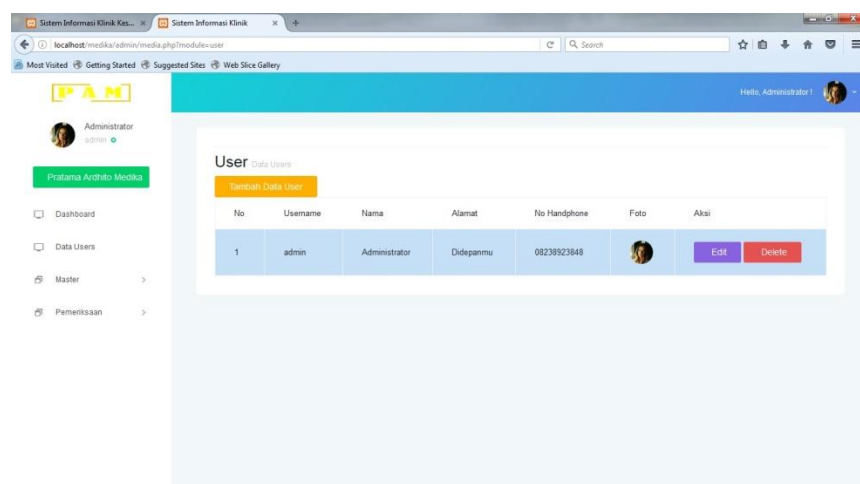 Sistem Informasi Klinik Kes...
Sistem Informasi Klinik
localhost/medika/admin/media.php?module=user
Search
Most Visited Getting Started Suggested Sites Web Slice Gallery
PAM
Hello, Administrator !
Administrator
admin
Pratama Ardhito Medika
Dashboard
Data Users
Master
Pemeriksaan
User Data Users
Tambah Data User
No Username Nama Alamat No Handphone Foto Aksi
1 admin Administrator Didepanmu 08238923848 Edit Delete